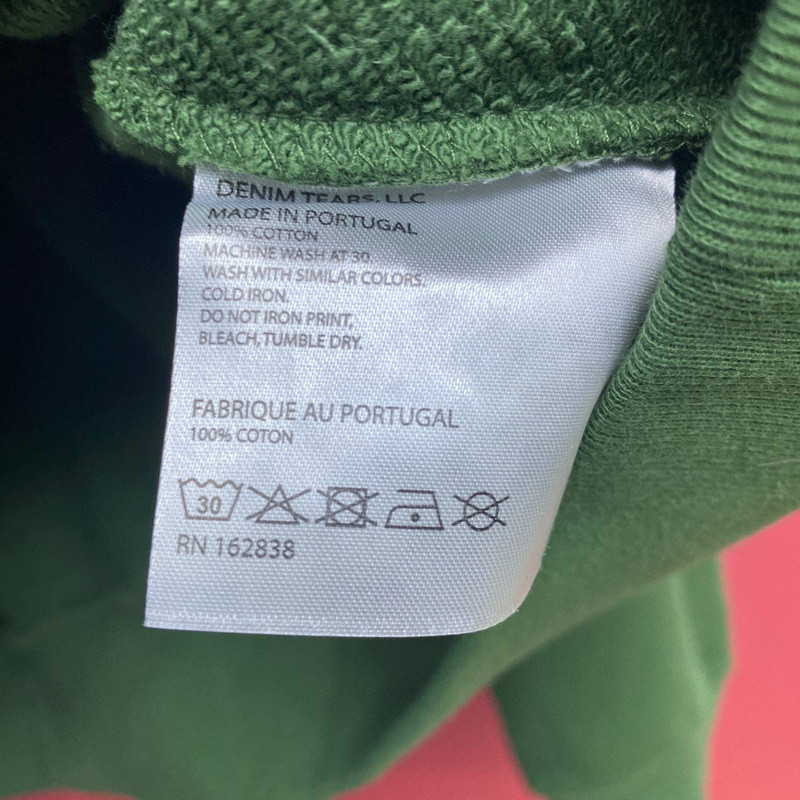 DENIM TEARS, LLC
MADE IN PORTUGAL
100% COTTON
MACHINE WASH AT 30.
WASH WITH SIMILAR COLORS.
COLD IRON.
DO NOT IRON PRINT,
BLEACH, TUMBLE DRY.
FABRIQUE AU PORTUGAL
100% COTON
30
RN 162838